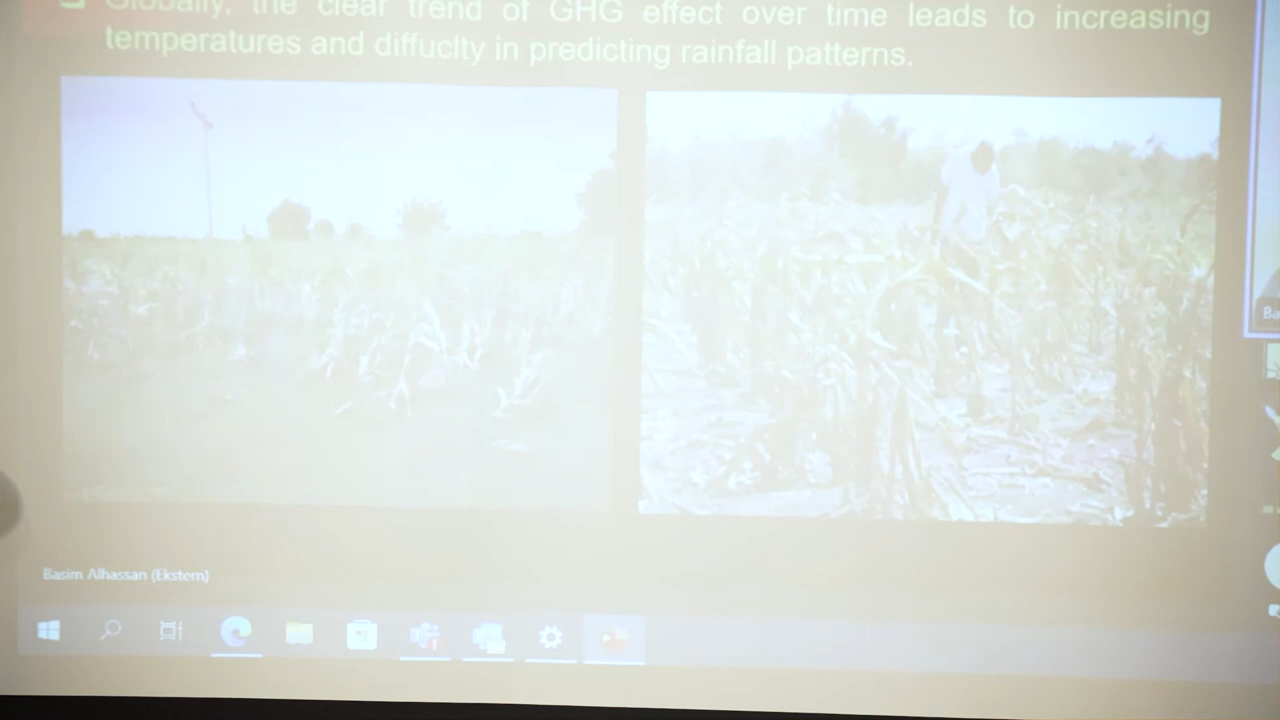 Globally, the clear trend of GHG effect over time leads to increasing
temperatures and diffuclty in predicting rainfall patterns.
Ba
Basim Alhassan (Ekstern)